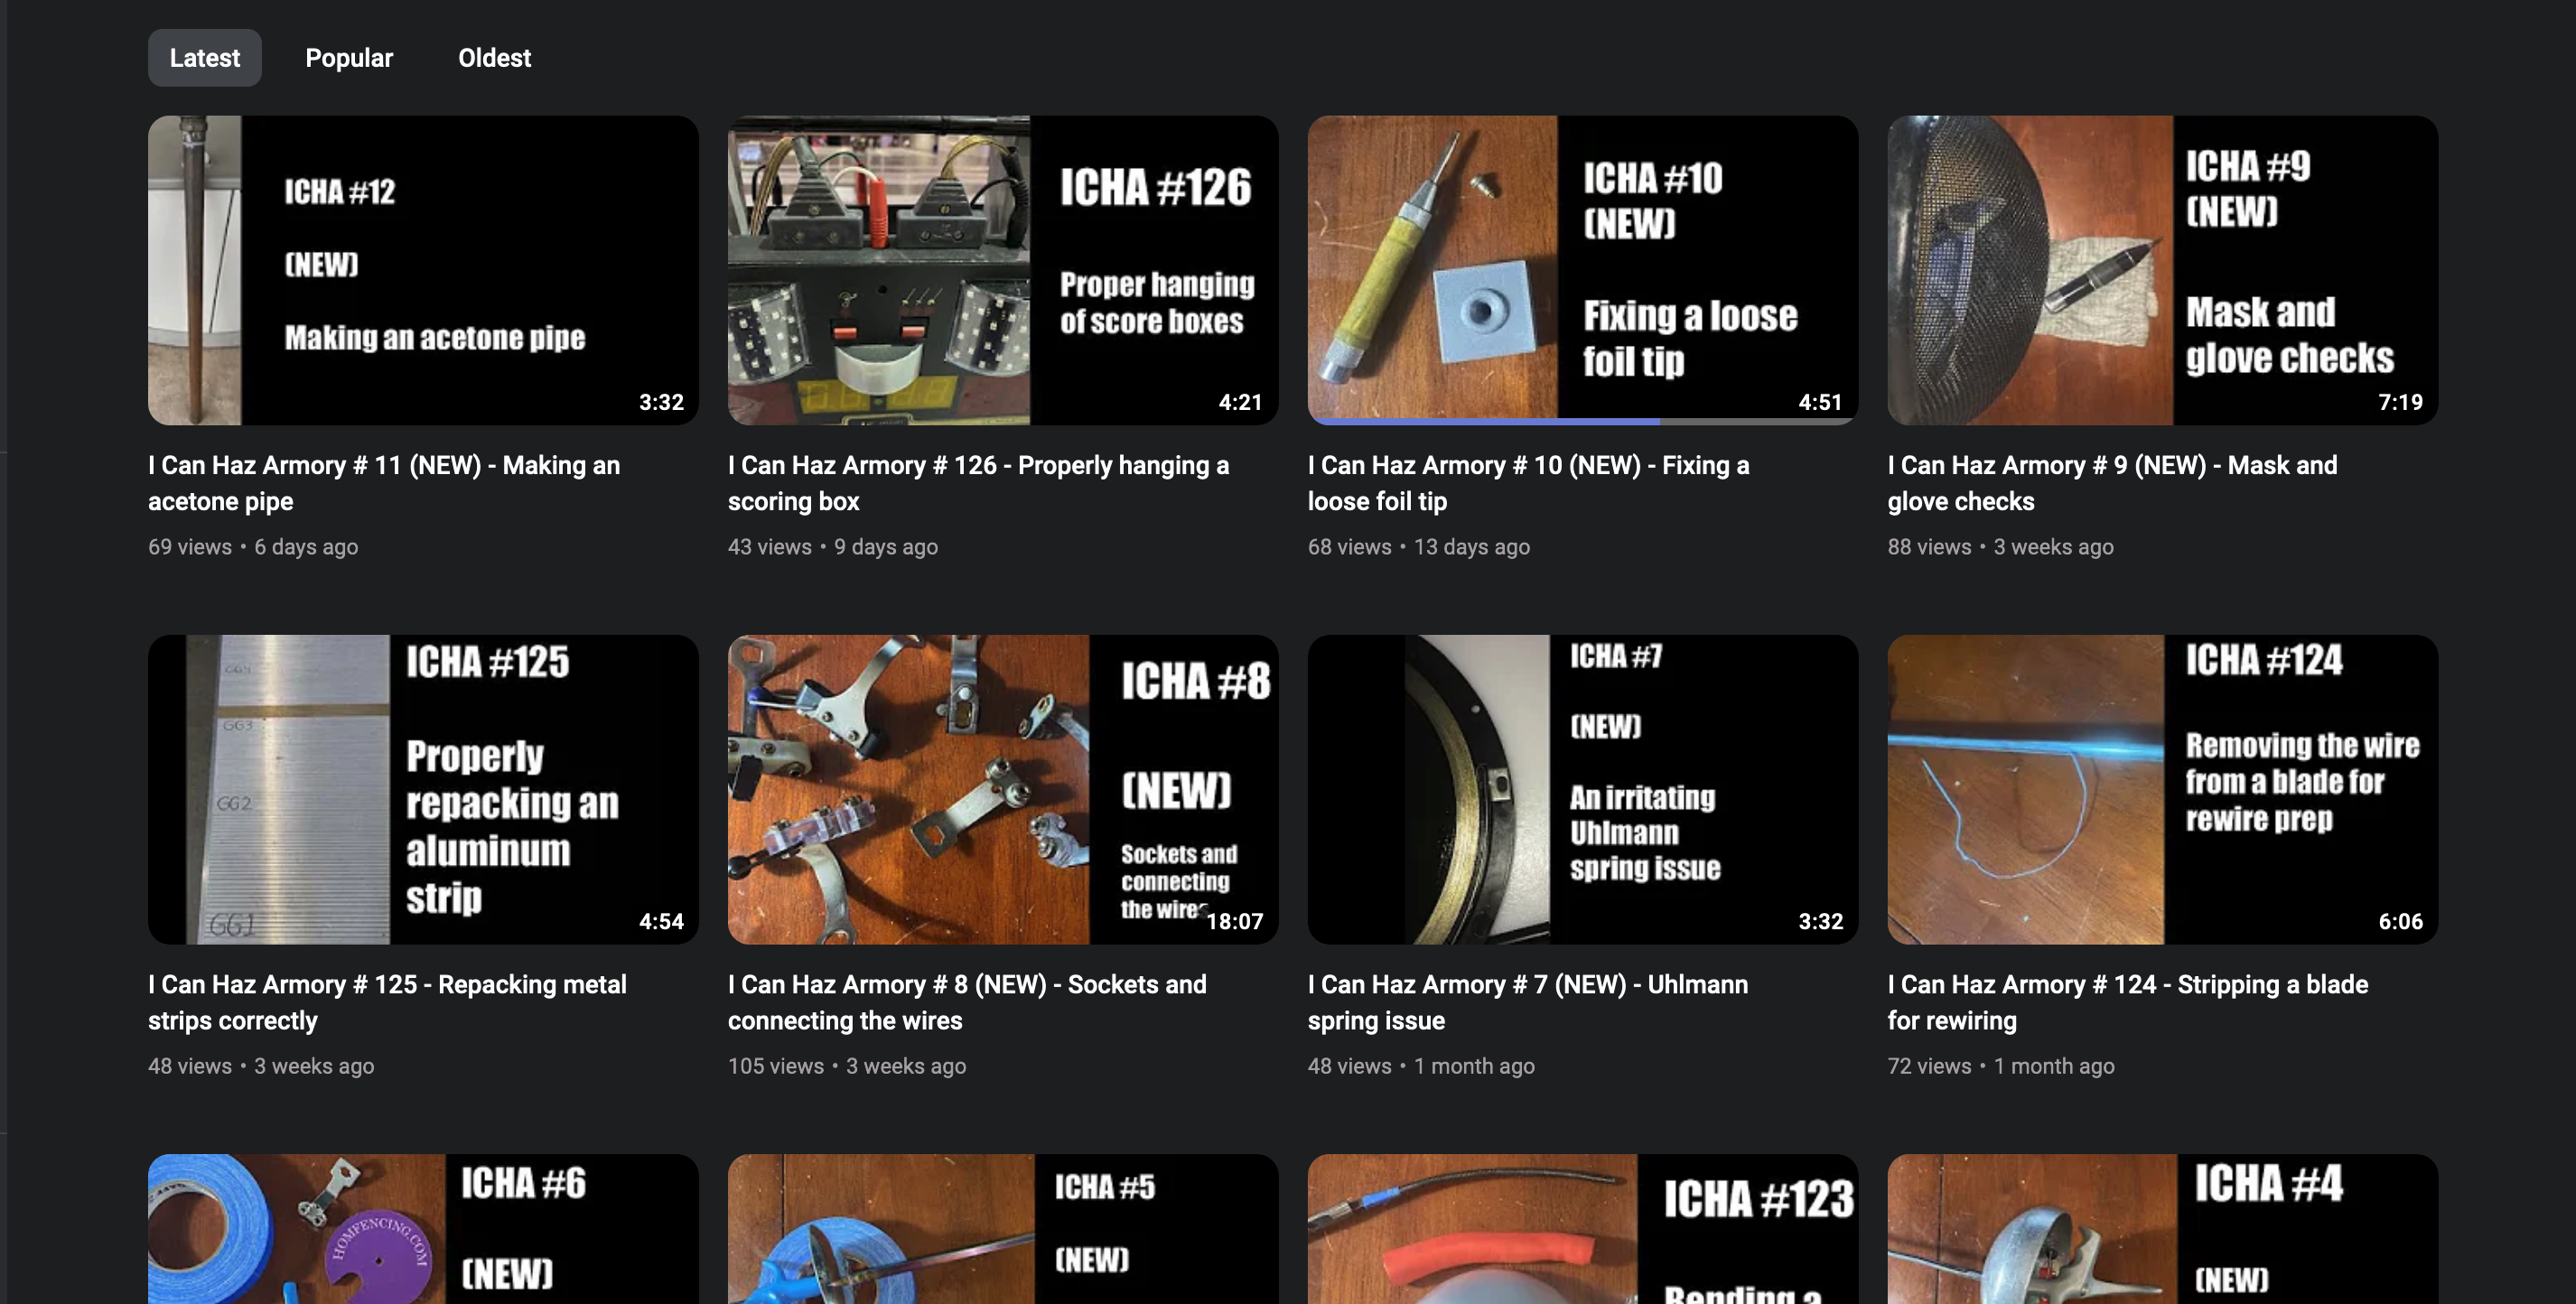 Latest
Popular
Oldest
ICHA #12
(NEW)
Making an acetone pipe
3:32
I Can Haz Armory # 11 (NEW) - Making an
acetone pipe
69 views • 6 days ago
ICHA #126
Proper hanging
of score boxes
4:21
I Can Haz Armory # 126 - Properly hanging a
scoring box
43 views • 9 days ago
ICHA #10
(NEW)
Fixing a loose
foil tip
4:51
I Can Haz Armory # 10 (NEW) - Fixing a
loose foil tip
68 views • 13 days ago
ICHA #9
(NEW)
Mask and
glove checks
7:19
I Can Haz Armory # 9 (NEW) - Mask and
glove checks
88 views • 3 weeks ago
GG4
GG3
GG2
GG1
ICHA #125
Properly
repacking an
aluminum
strip
4:54
I Can Haz Armory # 125 - Repacking metal
strips correctly
48 views • 3 weeks ago
ICHA #8
(NEW)
Sockets and
connecting
the wires
18:07
I Can Haz Armory # 8 (NEW) - Sockets and
connecting the wires
105 views • 3 weeks ago
ICHA #7
(NEW)
An irritating
Uhlmann
spring issue
3:32
I Can Haz Armory # 7 (NEW) - Uhlmann
spring issue
48 views • 1 month ago
ICHA #124
Removing the wire
from a blade for
rewire prep
6:06
I Can Haz Armory # 124 - Stripping a blade
for rewiring
72 views • 1 month ago
HOMFENCING.COM
ICHA #6
(NEW)
ICHA #5
(NEW)
ICHA #123
Bending a
ICHA #4
(NEW)